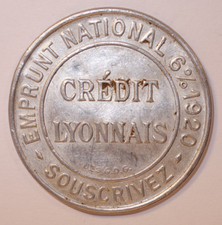 EMPRUNT NATIONAL 6% 1920
CRÉDIT
LYONNAIS
- SOUSCRIVEZ -